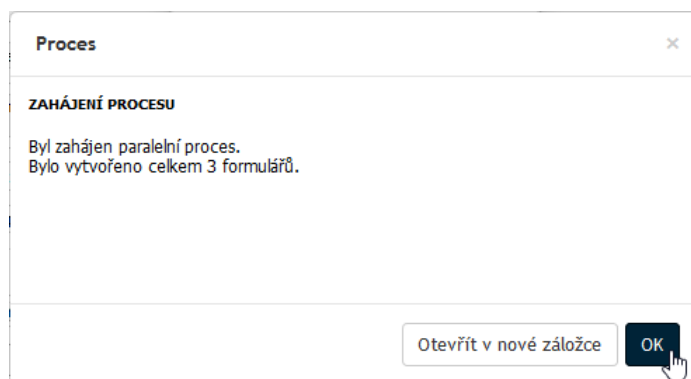 Proces
×
ZAHÁJENÍ PROCESU
Byl zahájen paralelní proces.
Bylo vytvořeno celkem 3 formulářů.
Otevřít v nové záložce
OK